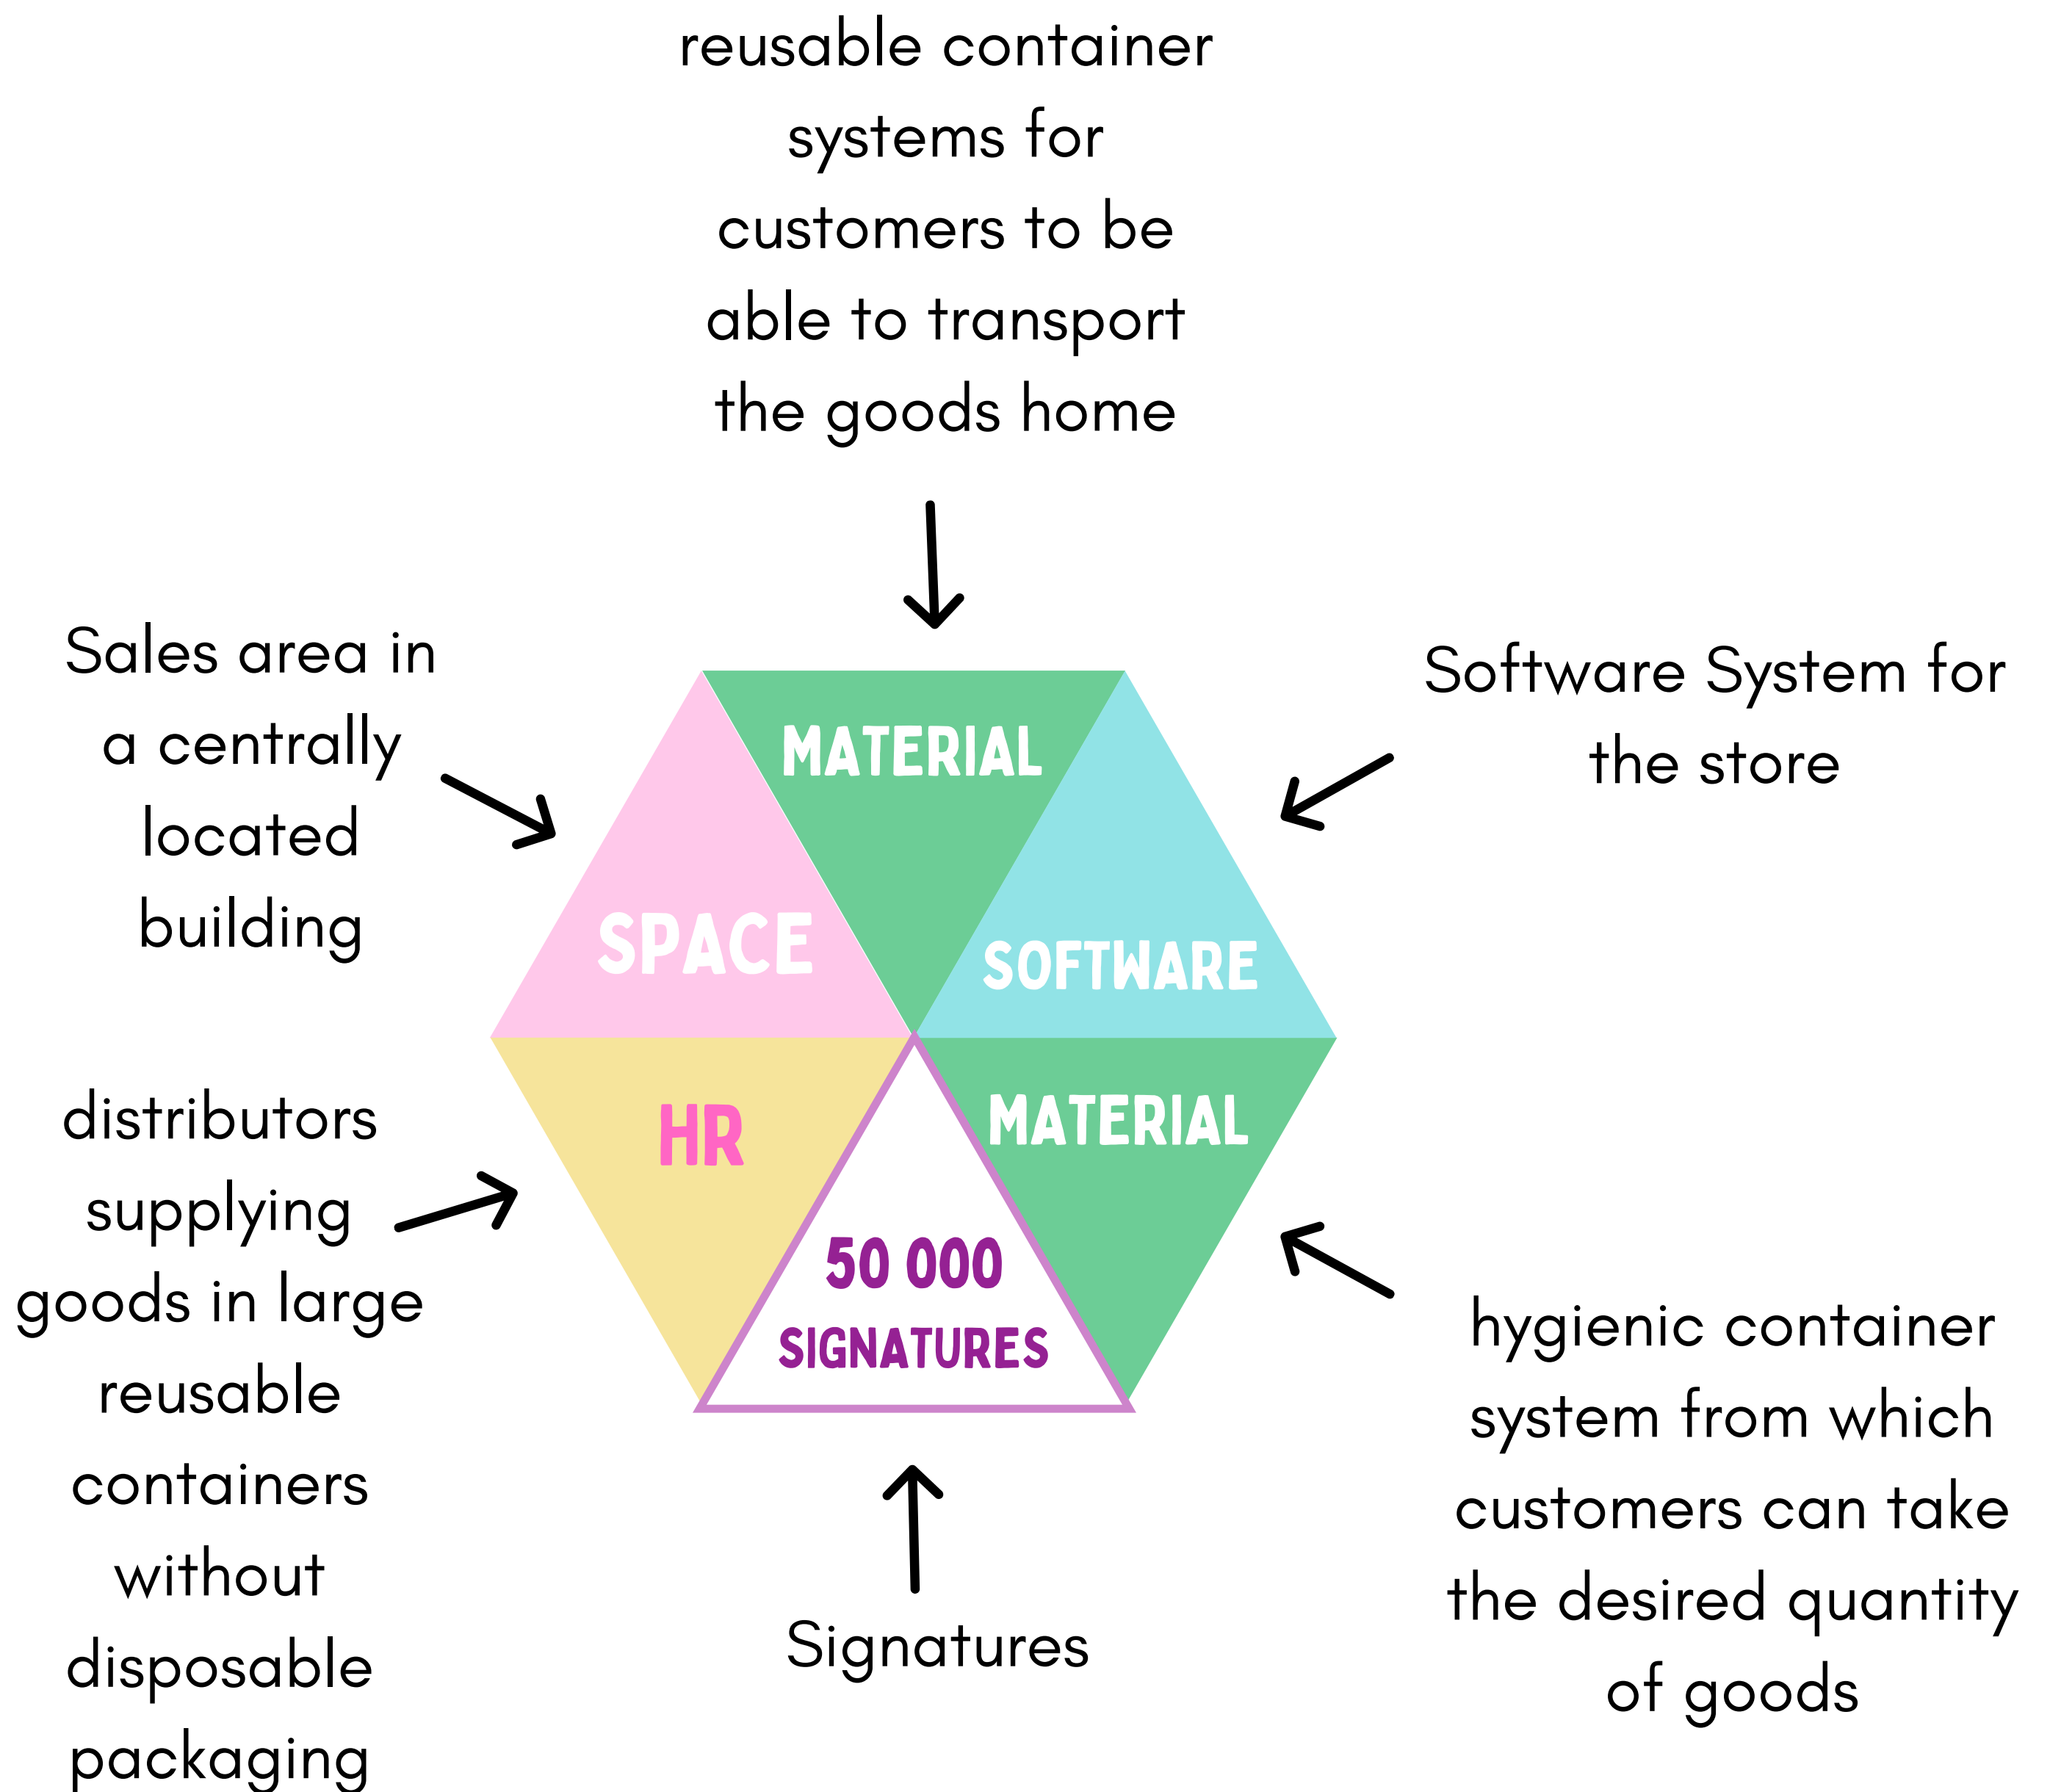 reusable container
systems for
customers to be
able to transport
the goods home
Sales area in
a centrally
located
building
Software System for
the store
MATERIAL
SPACE
SOFTWARE
HR
MATERIAL
50 000
SIGNATURES
distributors
supplying
goods in large
reusable
containers
without
disposable
packaging
hygienic container
system from which
customers can take
the desired quantity
of goods
Signatures